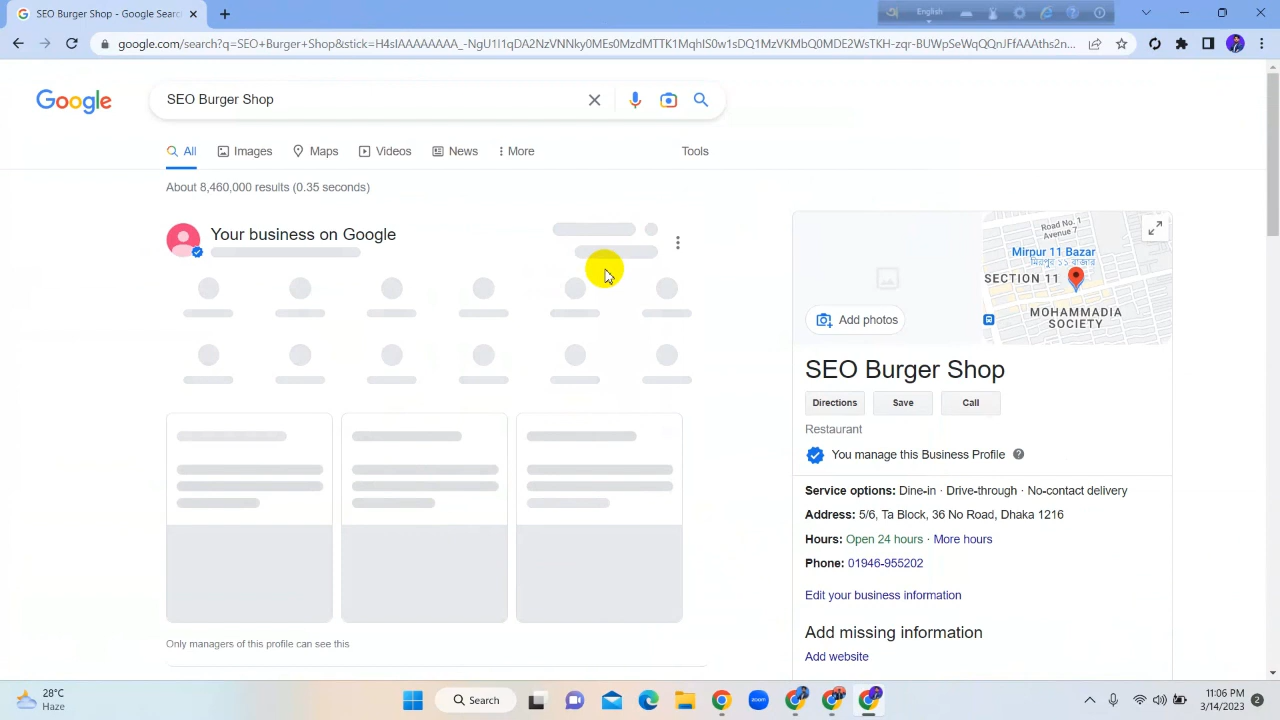 SEO Burger Shop - Google Searc
English
google.com/search?q=SEO+Burger+Shop&stick=H4sIAAAAAAAA_-NgU1I1qDA2NzVNNky0MEs0MzdMTTK1MqhIS0w1sDQ1MzVKMbQ0MDE2WsTKH-zqr-BUWpSeWqQQnJFfAAAths2n...
Google
SEO Burger Shop
All
Images
Maps
Videos
News
More
Tools
About 8,460,000 results (0.35 seconds)
Your business on Google
Only managers of this profile can see this
Road No. 1
Avenue 7
Mirpur 11 Bazar
মিরপুর ১১ বাজার
SECTION 11
MOHAMMADIA
SOCIETY
Add photos
SEO Burger Shop
Directions
Save
Call
Restaurant
You manage this Business Profile
Service options: Dine-in · Drive-through · No-contact delivery
Address: 5/6, Ta Block, 36 No Road, Dhaka 1216
Hours: Open 24 hours · More hours
Phone: 01946-955202
Edit your business information
Add missing information
Add website
28°C
Haze
Search
zoom
11:06 PM
3/14/2023
2